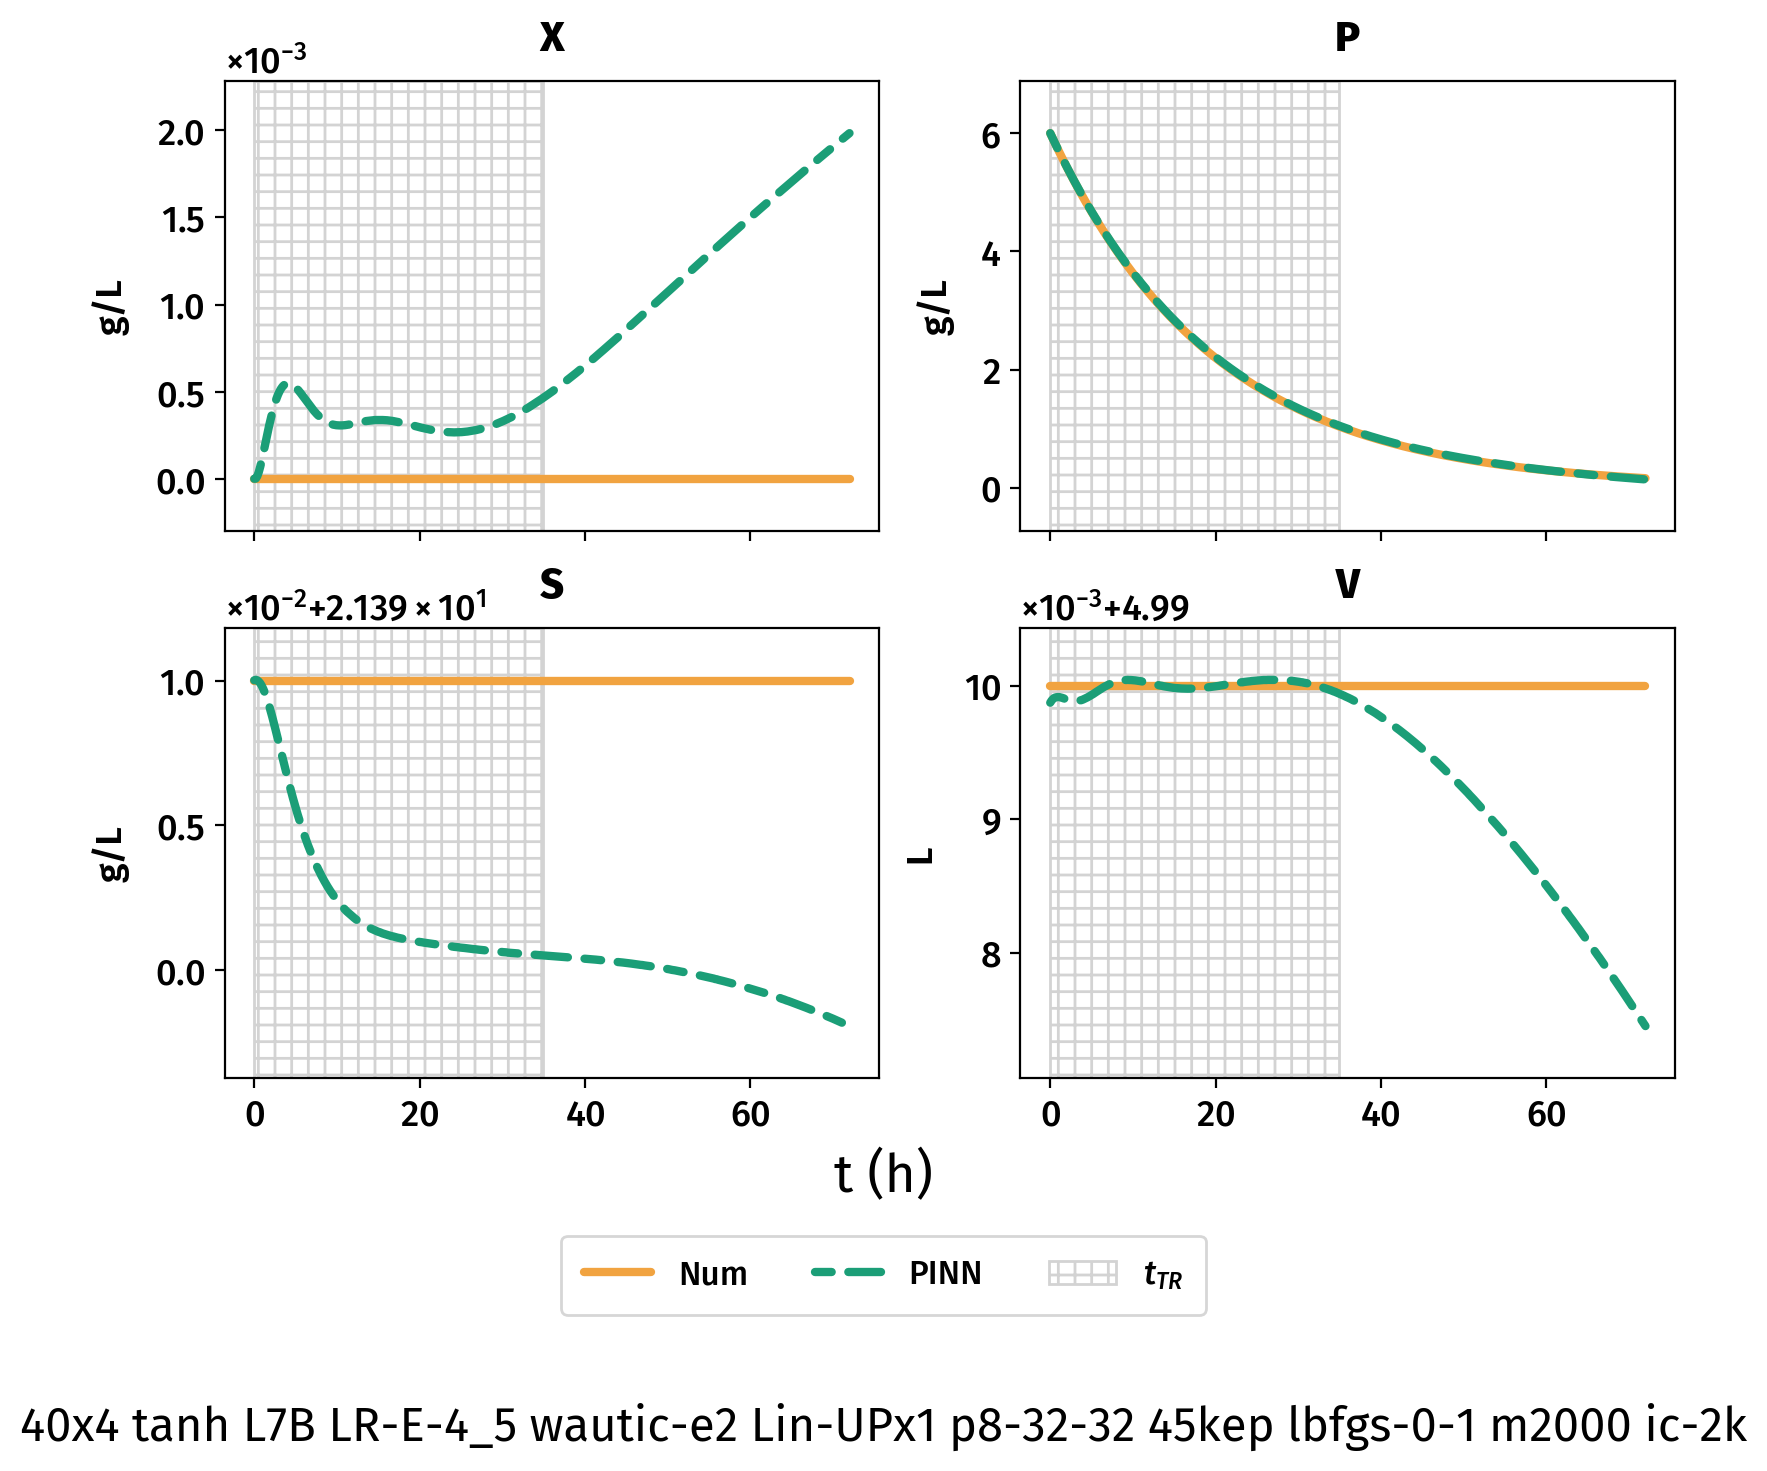 X
×10⁻³
2.0
1.5
1.0
0.5
0.0
g/L
P
6
4
2
0
g/L
S
×10⁻²+2.139 × 10¹
1.0
0.5
0.0
g/L
0 20 40 60
V
×10⁻³+4.99
10
9
8
L
0 20 40 60
t (h)
Num PINN t_TR
40x4 tanh L7B LR-E-4_5 wautic-e2 Lin-UPx1 p8-32-32 45kep lbfgs-0-1 m2000 ic-2k